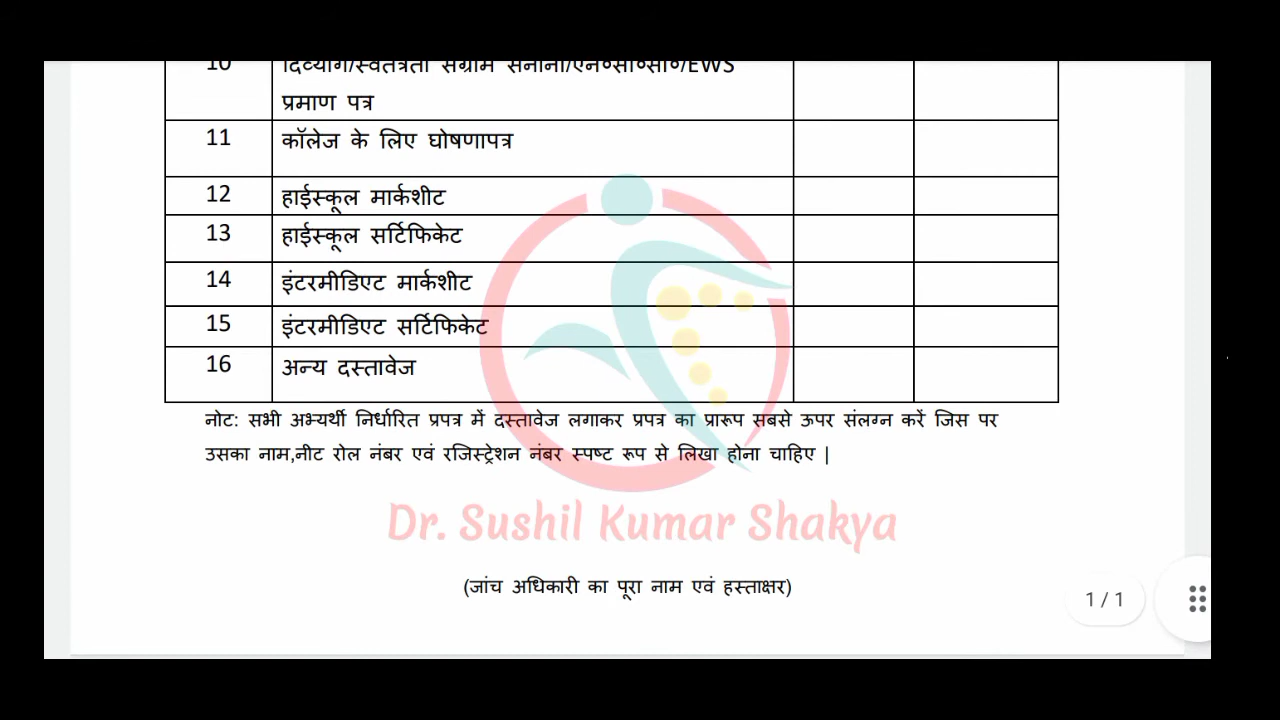 10 दिव्यांग/स्वतंत्रता संग्राम सेनानी/एन०सी०सी०/EWS
प्रमाण पत्र
11 कॉलेज के लिए घोषणापत्र
12 हाईस्कूल मार्कशीट
13 हाईस्कूल सर्टिफिकेट
14 इंटरमीडिएट मार्कशीट
15 इंटरमीडिएट सर्टिफिकेट
16 अन्य दस्तावेज
नोट: सभी अभ्यर्थी निर्धारित प्रपत्र में दस्तावेज लगाकर प्रपत्र का प्रारूप सबसे ऊपर संलग्न करें जिस पर
उसका नाम,नीट रोल नंबर एवं रजिस्ट्रेशन नंबर स्पष्ट रूप से लिखा होना चाहिए |
Dr. Sushil Kumar Shakya
(जांच अधिकारी का पूरा नाम एवं हस्ताक्षर)
1 / 1